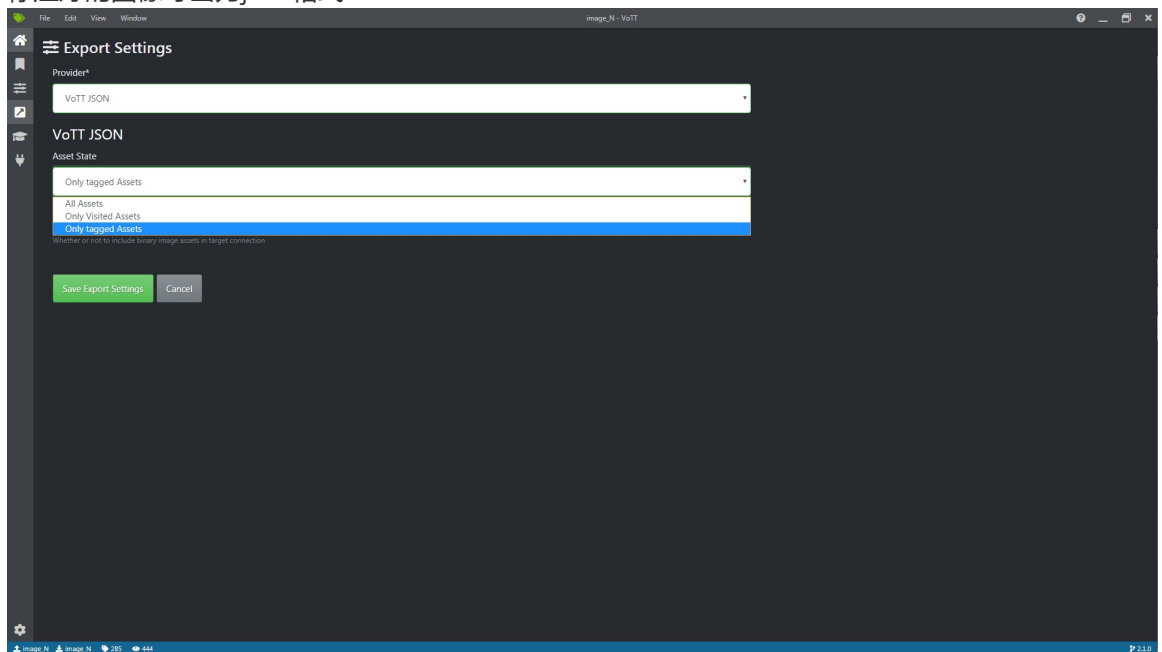 File Edit View Window
image_N - VoTT
Export Settings
Provider*
VoTT JSON
VoTT JSON
Asset State
Only tagged Assets
All Assets
Only Visited Assets
Only tagged Assets
Whether or not to include binary image assets in target connection
Save Export Settings Cancel
image_N image_N 285 444
2.1.0